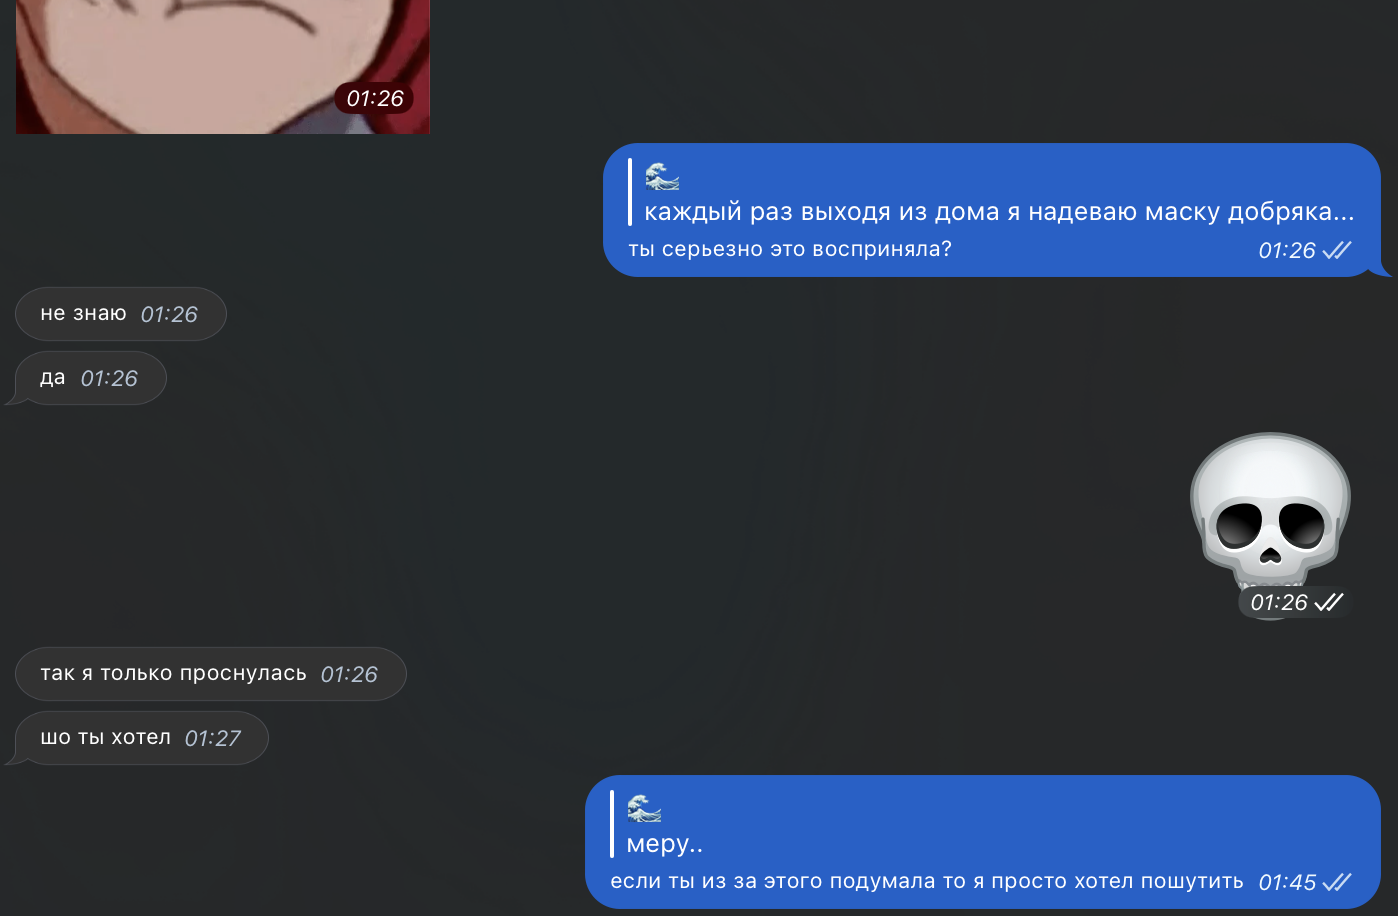 01:26
🌊
каждый раз выходя из дома я надеваю маску добряка...
ты серьезно это восприняла? 01:26
не знаю 01:26
да 01:26
💀
01:26
так я только проснулась 01:26
шо ты хотел 01:27
🌊
меру..
если ты из за этого подумала то я просто хотел пошутить 01:45